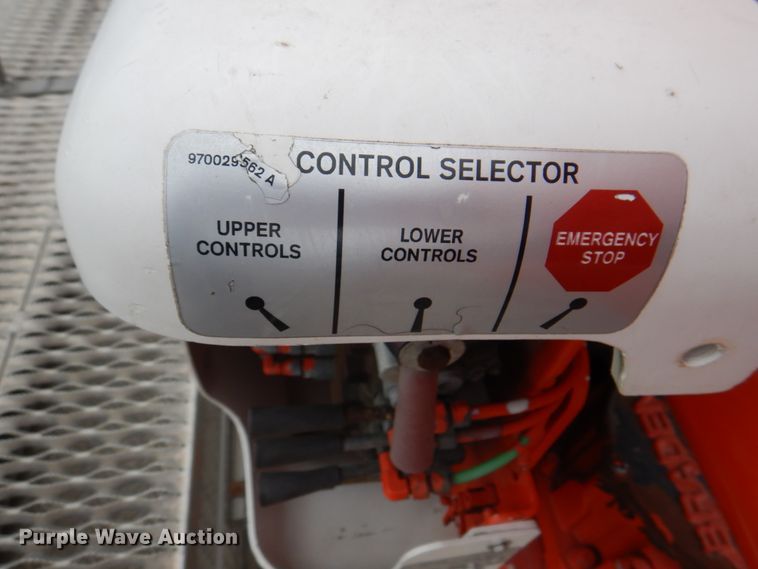 970029562 A
CONTROL SELECTOR
UPPER
CONTROLS
LOWER
CONTROLS
EMERGENCY
STOP
Purple Wave Auction